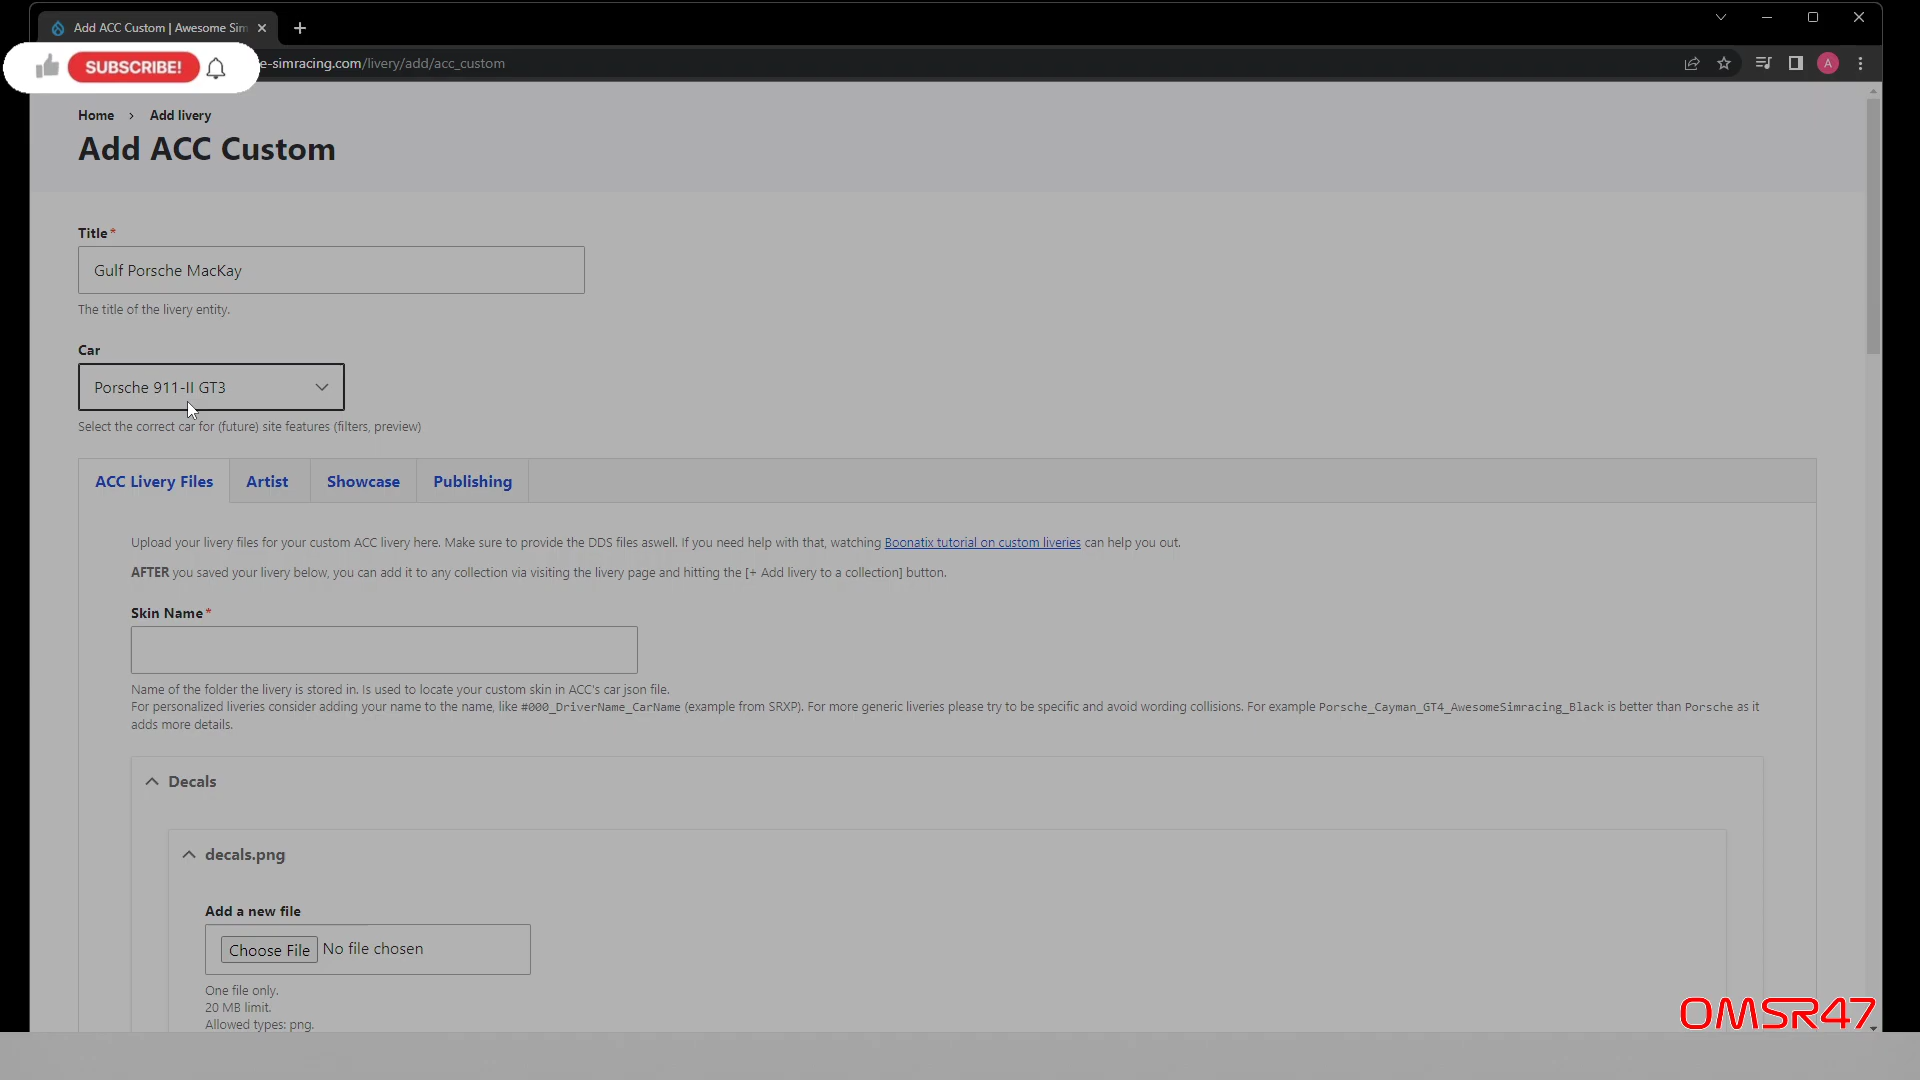 Add ACC Custom | Awesome Sim
SUBSCRIBE!
e-simracing.com/livery/add/acc_custom
A
Home › Add livery
Add ACC Custom
Title*
Gulf Porsche MacKay
The title of the livery entity.
Car
Porsche 911-II GT3
Select the correct car for (future) site features (filters, preview)
ACC Livery Files Artist Showcase Publishing
Upload your livery files for your custom ACC livery here. Make sure to provide the DDS files aswell. If you need help with that, watching Boonatix tutorial on custom liveries can help you out.
AFTER you saved your livery below, you can add it to any collection via visiting the livery page and hitting the [+ Add livery to a collection] button.
Skin Name*
Name of the folder the livery is stored in. Is used to locate your custom skin in ACC's car json file.
For personalized liveries consider adding your name to the name, like #000_DriverName_CarName (example from SRXP). For more generic liveries please try to be specific and avoid wording collisions. For example Porsche_Cayman_GT4_AwesomeSimracing_Black is better than Porsche as it
adds more details.
Decals
decals.png
Add a new file
Choose File No file chosen
One file only.
20 MB limit.
Allowed types: png.
OMSR47